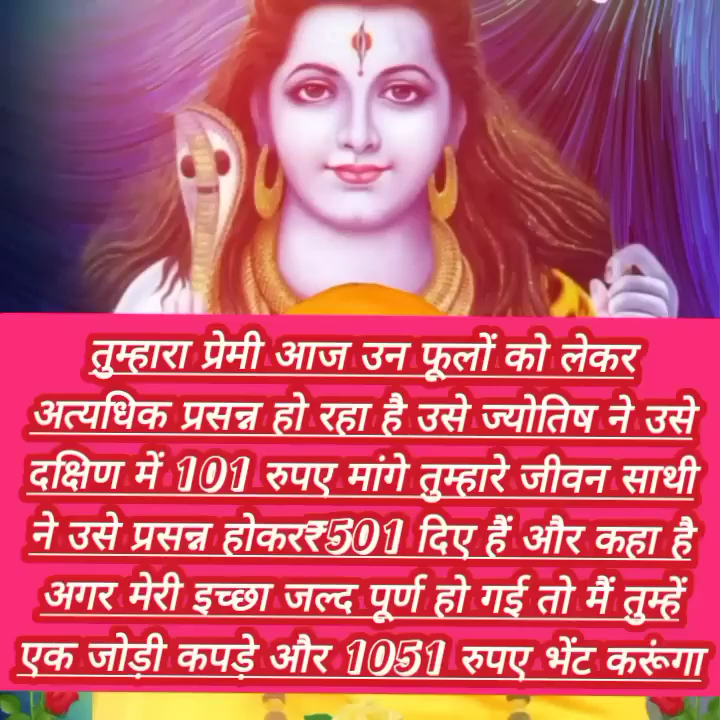 तुम्हारा प्रेमी आज उन फूलों को लेकर
अत्यधिक प्रसन्न हो रहा है उसे ज्योतिष ने उसे
दक्षिण में 101 रुपए मांगे तुम्हारे जीवन साथी
ने उसे प्रसन्न होकर₹501 दिए हैं और कहा है
अगर मेरी इच्छा जल्द पूर्ण हो गई तो मैं तुम्हें
एक जोड़ी कपड़े और 1051 रुपए भेंट करूंगा